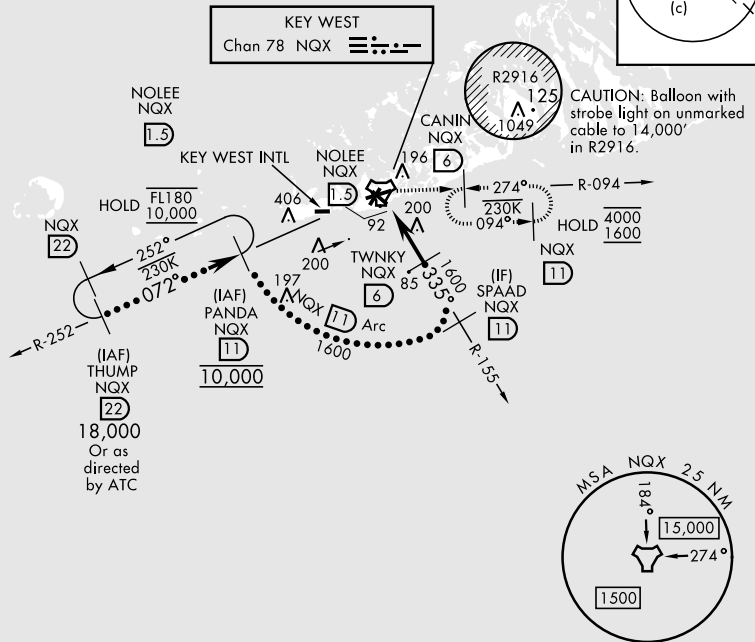 (c)
KEY WEST
Chan 78 NQX
R2916
125
1049
CAUTION: Balloon with
strobe light on unmarked
cable to 14,000'
in R2916.
NOLEE
NQX
1.5
KEY WEST INTL
NOLEE
NQX
1.5
196
CANIN
NQX
6
274°
R-094
230K
094°
HOLD 4000
1600
NQX
11
HOLD FL180
10,000
406
92
200
200
NQX
22
252°
230K
072°
R-252
(IAF)
THUMP
NQX
22
18,000
Or as
directed
by ATC
(IAF)
PANDA
NQX
11
10,000
197
NQX 11 Arc
1600
TWNKY
NQX
6
85
1600
335°
(IF)
SPAAD
NQX
11
R-155
MSA NQX 25 NM
184°
15,000
274°
1500